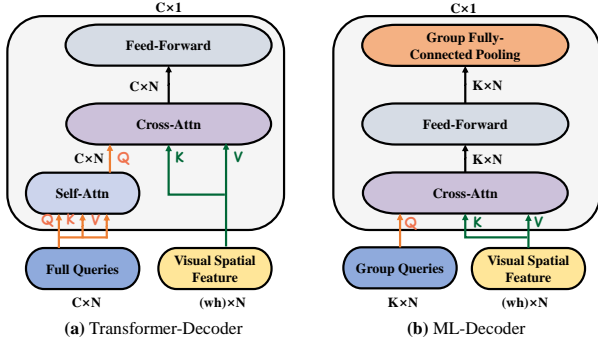 C×1
Feed-Forward
C×N
Cross-Attn
C×N
Q
K
V
Self-Attn
Q K V
Full Queries
Visual Spatial
Feature
C×N
(wh)×N
(a) Transformer-Decoder
C×1
Group Fully-
Connected Pooling
K×N
Feed-Forward
K×N
Cross-Attn
Q
K
V
Group Queries
Visual Spatial
Feature
K×N
(wh)×N
(b) ML-Decoder